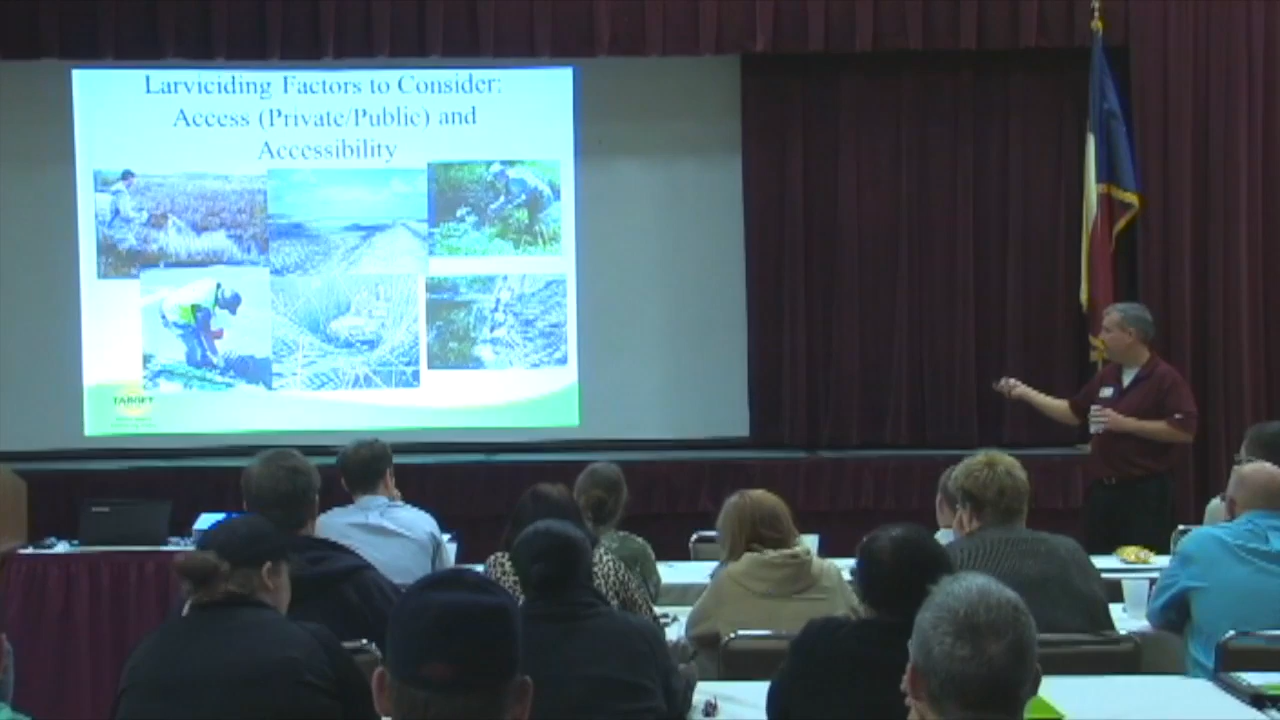 Larviciding Factors to Consider:
Access (Private/Public) and
Accessibility
TARGET